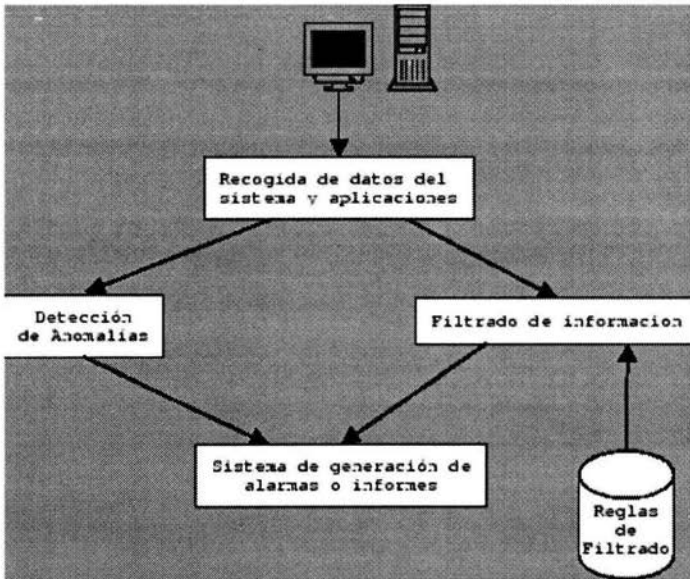 Recogida de datos del
sistema y aplicaciones
Detección
de Anomalías
Filtrado de informacion
Sistema de generación de
alarmas o informes
Reglas
de
Filtrado